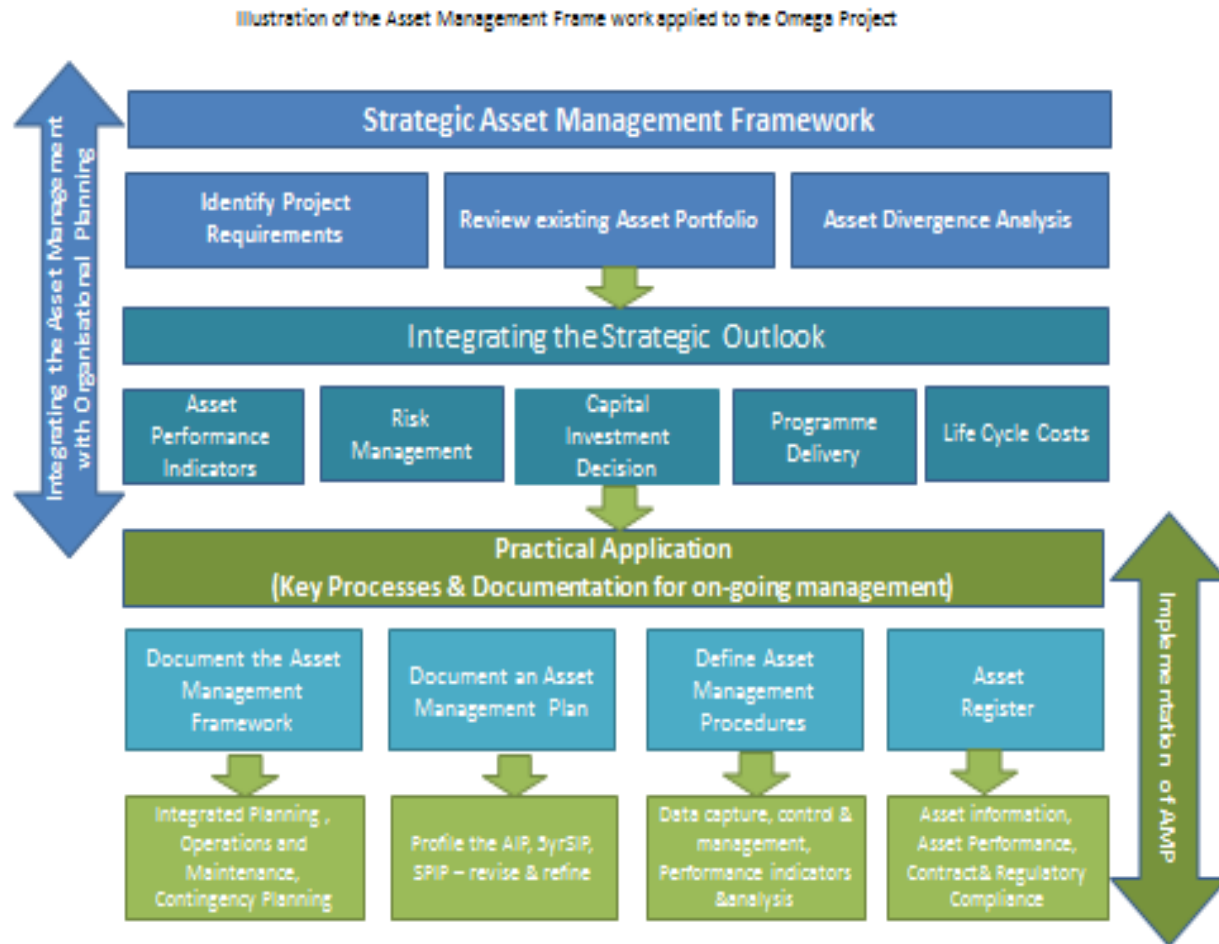 Illustration of the Asset Management Frame work applied to the Omega Project
Integrating the Asset Management
with Organisational Planning
Strategic Asset Management Framework
Identify Project
Requirements
Review existing Asset Portfolio
Asset Divergence Analysis
Integrating the Strategic Outlook
Asset
Performance
Indicators
Risk
Management
Capital
Investment
Decision
Programme
Delivery
Life Cycle Costs
Practical Application
(Key Processes & Documentation for on-going management)
Implementation of AMP
Document the Asset
Management
Framework
Document an Asset
Management Plan
Define Asset
Management
Procedures
Asset
Register
Integrated Planning ,
Operations and
Maintenance,
Contingency Planning
Profile the AIP, 5yrSIP,
SPIP – revise & refine
Data capture, control &
management,
Performance indicators
&analysis
Asset information,
Asset Performance,
Contract& Regulatory
Compliance